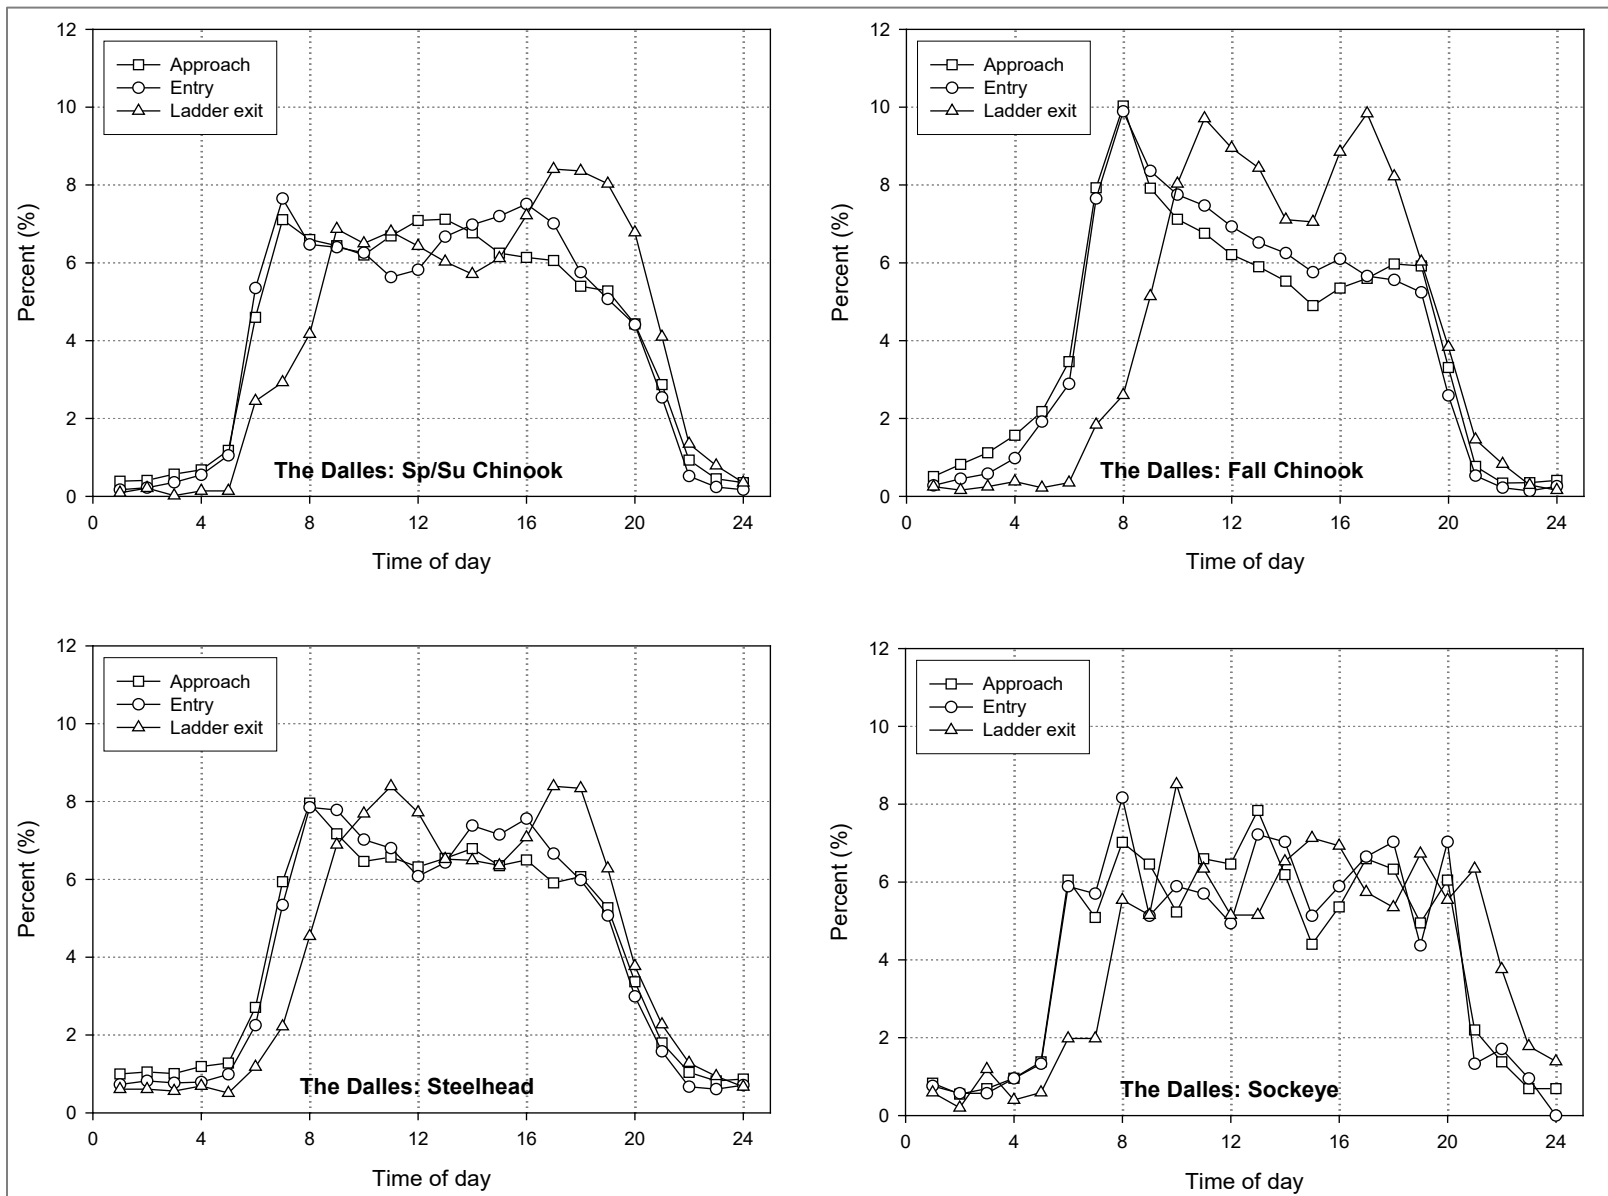 12
10
8
6
4
2
0
Percent (%)
Approach
Entry
Ladder exit
The Dalles: Sp/Su Chinook
0 4 8 12 16 20 24
Time of day
12
10
8
6
4
2
0
Percent (%)
Approach
Entry
Ladder exit
The Dalles: Fall Chinook
0 4 8 12 16 20 24
Time of day
12
10
8
6
4
2
0
Percent (%)
Approach
Entry
Ladder exit
The Dalles: Steelhead
0 4 8 12 16 20 24
Time of day
12
10
8
6
4
2
0
Percent (%)
Approach
Entry
Ladder exit
The Dalles: Sockeye
0 4 8 12 16 20 24
Time of day